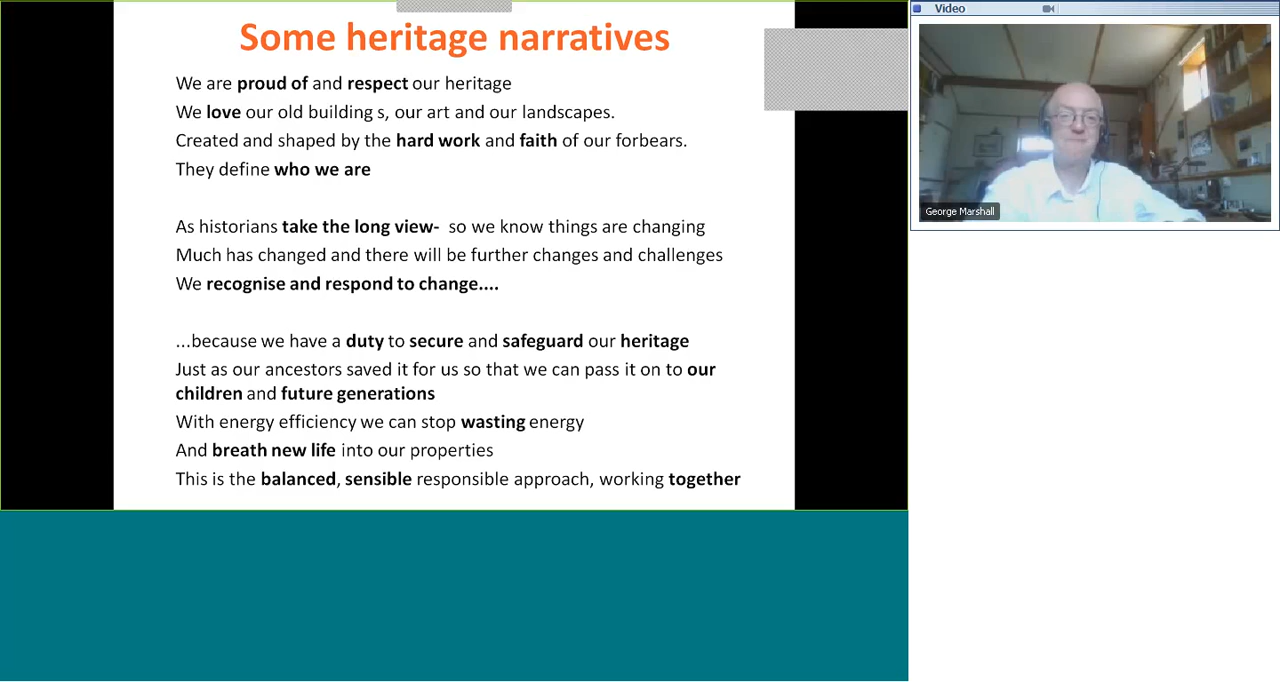 Some heritage narratives
We are proud of and respect our heritage
We love our old building s, our art and our landscapes.
Created and shaped by the hard work and faith of our forbears.
They define who we are
As historians take the long view-  so we know things are changing
Much has changed and there will be further changes and challenges
We recognise and respond to change....
...because we have a duty to secure and safeguard our heritage
Just as our ancestors saved it for us so that we can pass it on to our
children and future generations
With energy efficiency we can stop wasting energy
And breath new life into our properties
This is the balanced, sensible responsible approach, working together
Video
George Marshall